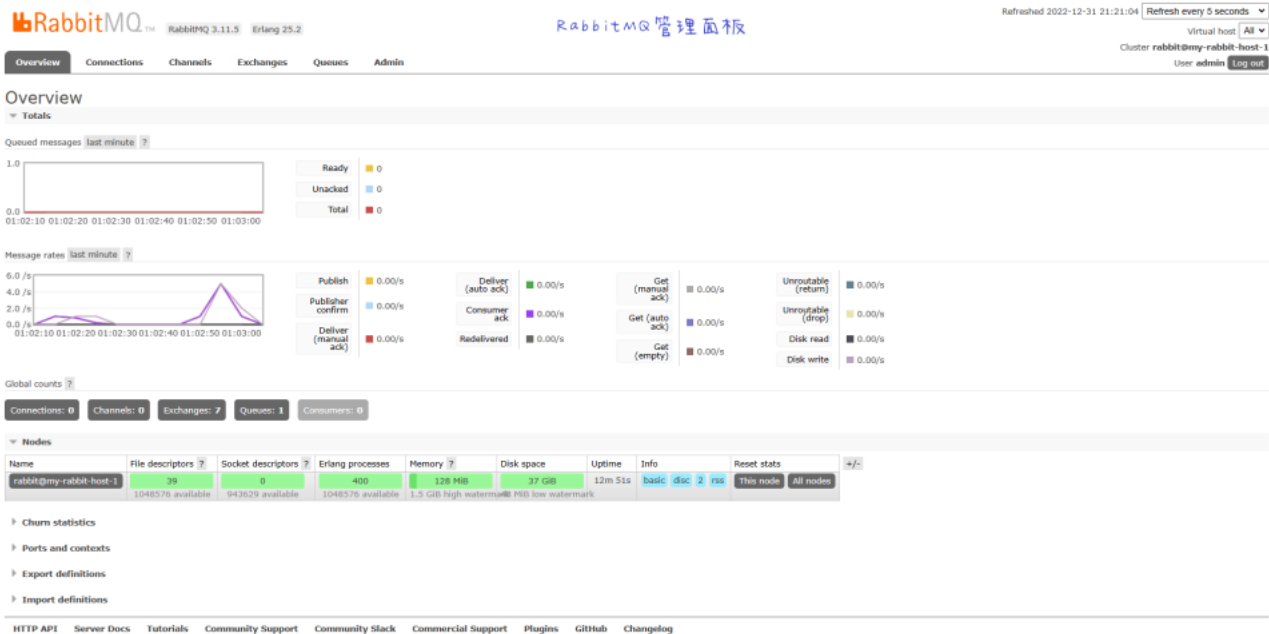 RabbitMQ TM RabbitMQ 3.11.5 Erlang 25.2
RabbitMQ管理面板
Refreshed 2022-12-31 21:21:04 Refresh every 5 seconds
Virtual host All
Cluster rabbit@my-rabbit-host-1
User admin Log out
Overview Connections Channels Exchanges Queues Admin
Overview
Totals
Queued messages last minute ?
1.0
0.0
01:02:10 01:02:20 01:02:30 01:02:40 01:02:50 01:03:00
Ready 0
Unacked 0
Total 0
Message rates last minute ?
6.0 /s
4.0 /s
2.0 /s
0.0 /s
01:02:10 01:02:20 01:02:30 01:02:40 01:02:50 01:03:00
Publish 0.00/s
Publisher
confirm 0.00/s
Deliver
(manual
ack) 0.00/s
Deliver
(auto ack) 0.00/s
Consumer
ack 0.00/s
Redelivered 0.00/s
Get
(manual
ack) 0.00/s
Get (auto
ack) 0.00/s
Get
(empty) 0.00/s
Unroutable
(return) 0.00/s
Unroutable
(drop) 0.00/s
Disk read 0.00/s
Disk write 0.00/s
Global counts ?
Connections: 0 Channels: 0 Exchanges: 7 Queues: 1 Consumers: 0
Nodes
Name File descriptors ? Socket descriptors ? Erlang processes Memory ? Disk space Uptime Info Reset stats +/-
rabbit@my-rabbit-host-1 39 0 400 128 MiB 37 GiB 12m 51s basic disc 2 rss This node All nodes
1048576 available 943629 available 1048576 available 1.5 GiB high watermark 48 MiB low watermark
Churn statistics
Ports and contexts
Export definitions
Import definitions
HTTP API Server Docs Tutorials Community Support Community Slack Commercial Support Plugins GitHub Changelog